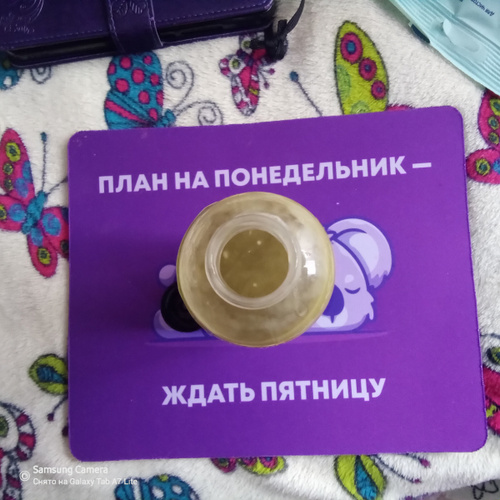 ПЛАН НА ПОНЕДЕЛЬНИК —
ЖДАТЬ ПЯТНИЦУ
Samsung Camera
Снято на Galaxy Tab A7 Lite